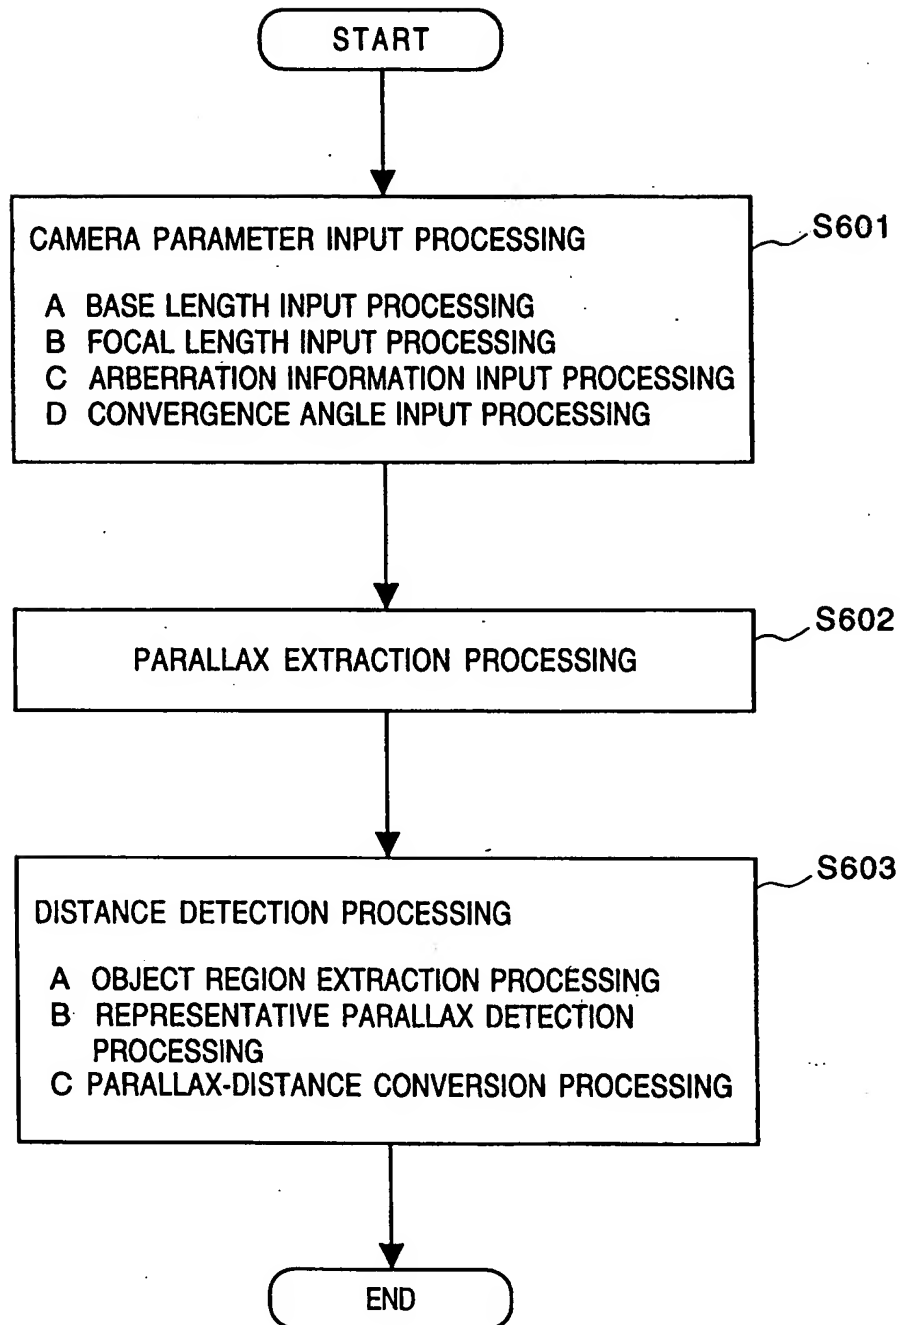 START
CAMERA PARAMETER INPUT PROCESSING
S601
A BASE LENGTH INPUT PROCESSING
B FOCAL LENGTH INPUT PROCESSING
C ARBERRATION INFORMATION INPUT PROCESSING
D CONVERGENCE ANGLE INPUT PROCESSING
S602
PARALLAX EXTRACTION PROCESSING
S603
DISTANCE DETECTION PROCESSING
A OBJECT REGION EXTRACTION PROCESSING
B REPRESENTATIVE PARALLAX DETECTION
PROCESSING
C PARALLAX-DISTANCE CONVERSION PROCESSING
END